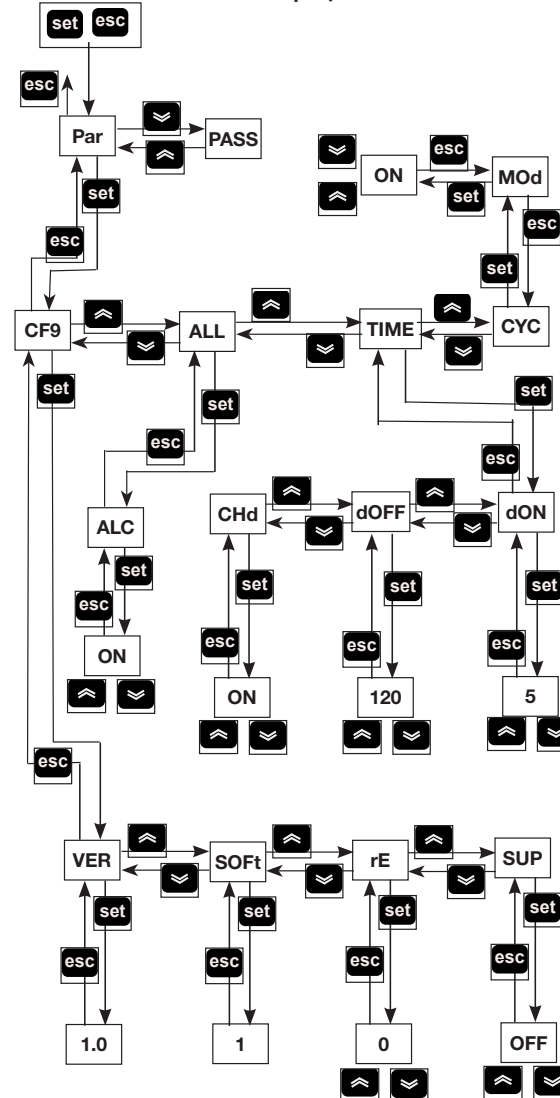 set esc
esc
Par PASS
set
esc
ON esc MOd
set
esc
set
CF9 ALL TIME CYC
set
set
set
esc
esc
CHd dOFF dON
ALC
set
set set set
esc
esc esc esc
ON
ON 120 5
esc
VER SOFt rE SUP
set set set set
esc esc esc esc
1.0 1 0 OFF